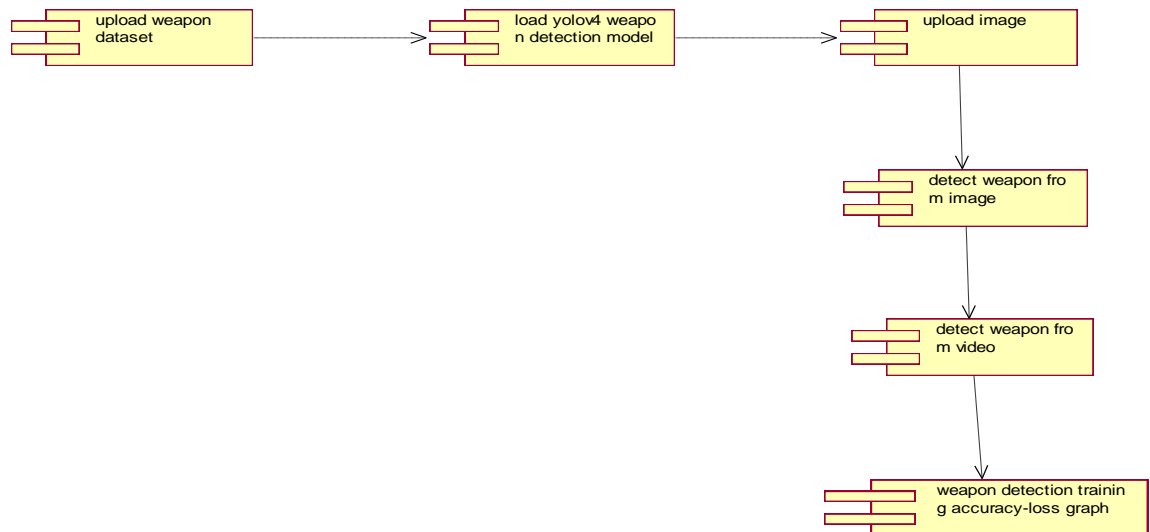 upload weapon
dataset
load yolov4 weapo
n detection model
upload image
detect weapon fro
m image
detect weapon fro
m video
weapon detection trainin
g accuracy-loss graph